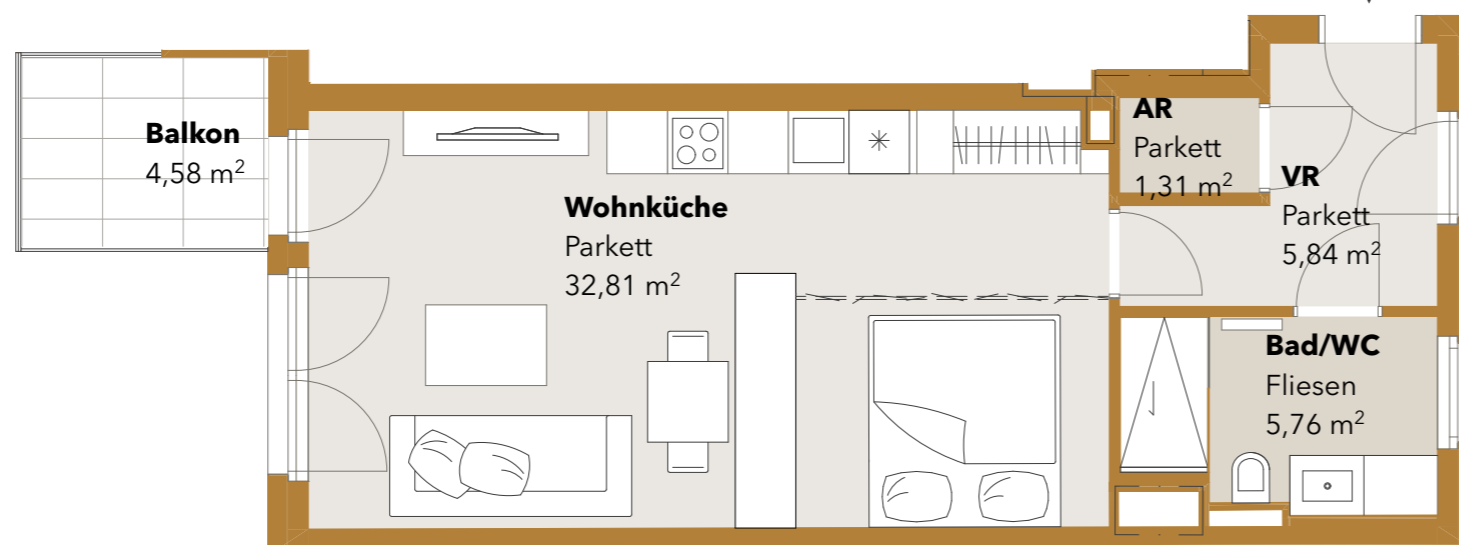 Balkon
4,58 m²
Wohnküche
Parkett
32,81 m²
AR
Parkett
1,31 m²
VR
Parkett
5,84 m²
Bad/WC
Fliesen
5,76 m²